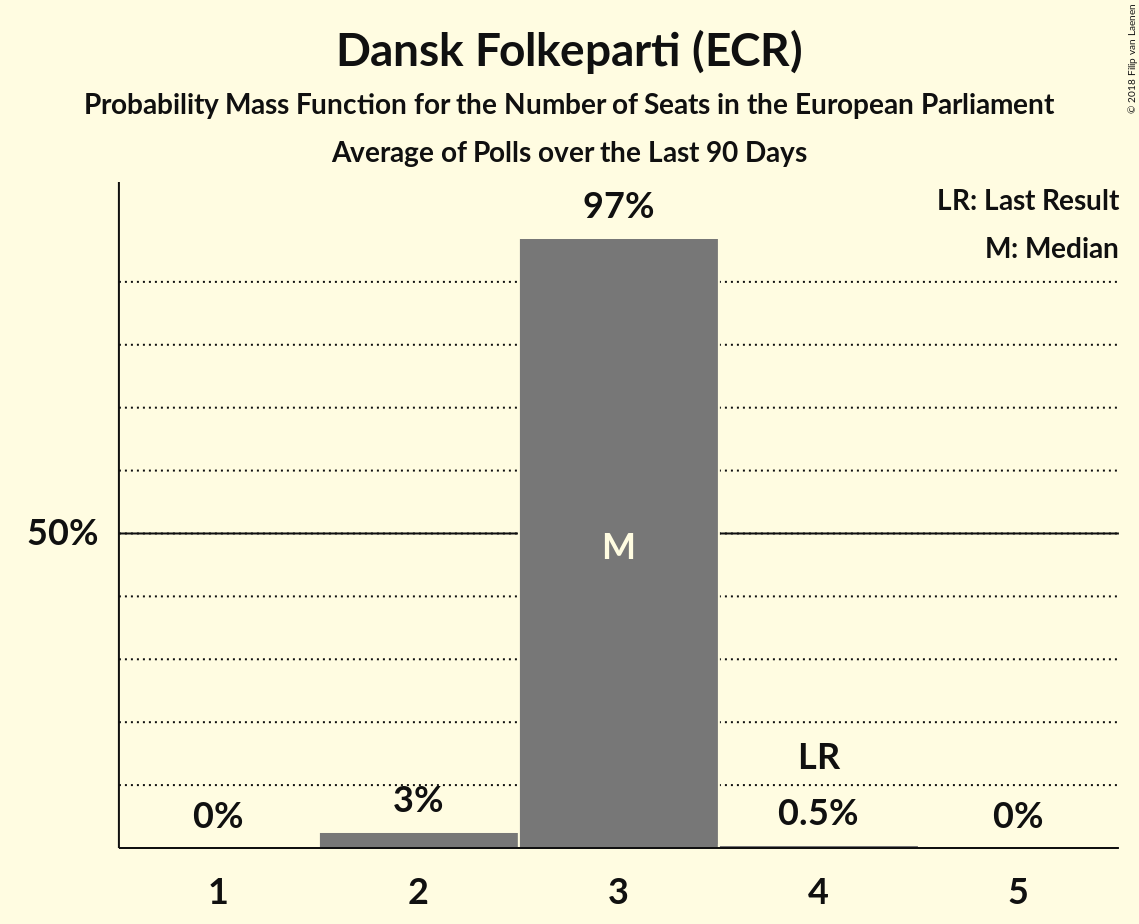 Dansk Folkeparti (ECR)
Probability Mass Function for the Number of Seats in the European Parliament
Average of Polls over the Last 90 Days
© 2018 Filip van Laenen
LR: Last Result
M: Median
97%
50%
M
LR
0%
3%
0.5%
0%
1 2 3 4 5